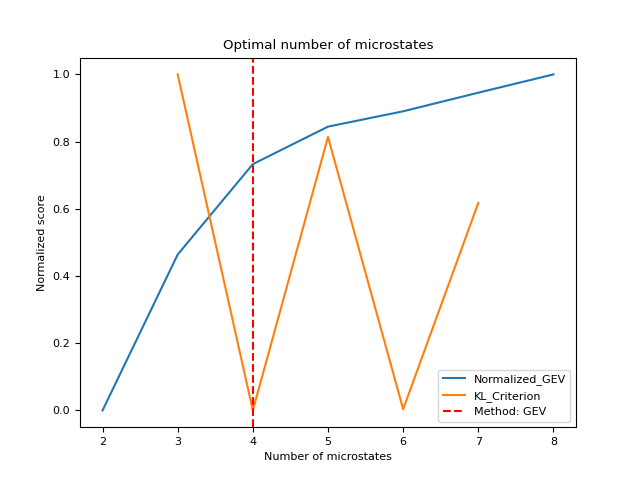 Optimal number of microstates
1.0
0.8
0.6
0.4
0.2
0.0
Normalized score
2 3 4 5 6 7 8
Number of microstates
Normalized_GEV
KL_Criterion
Method: GEV